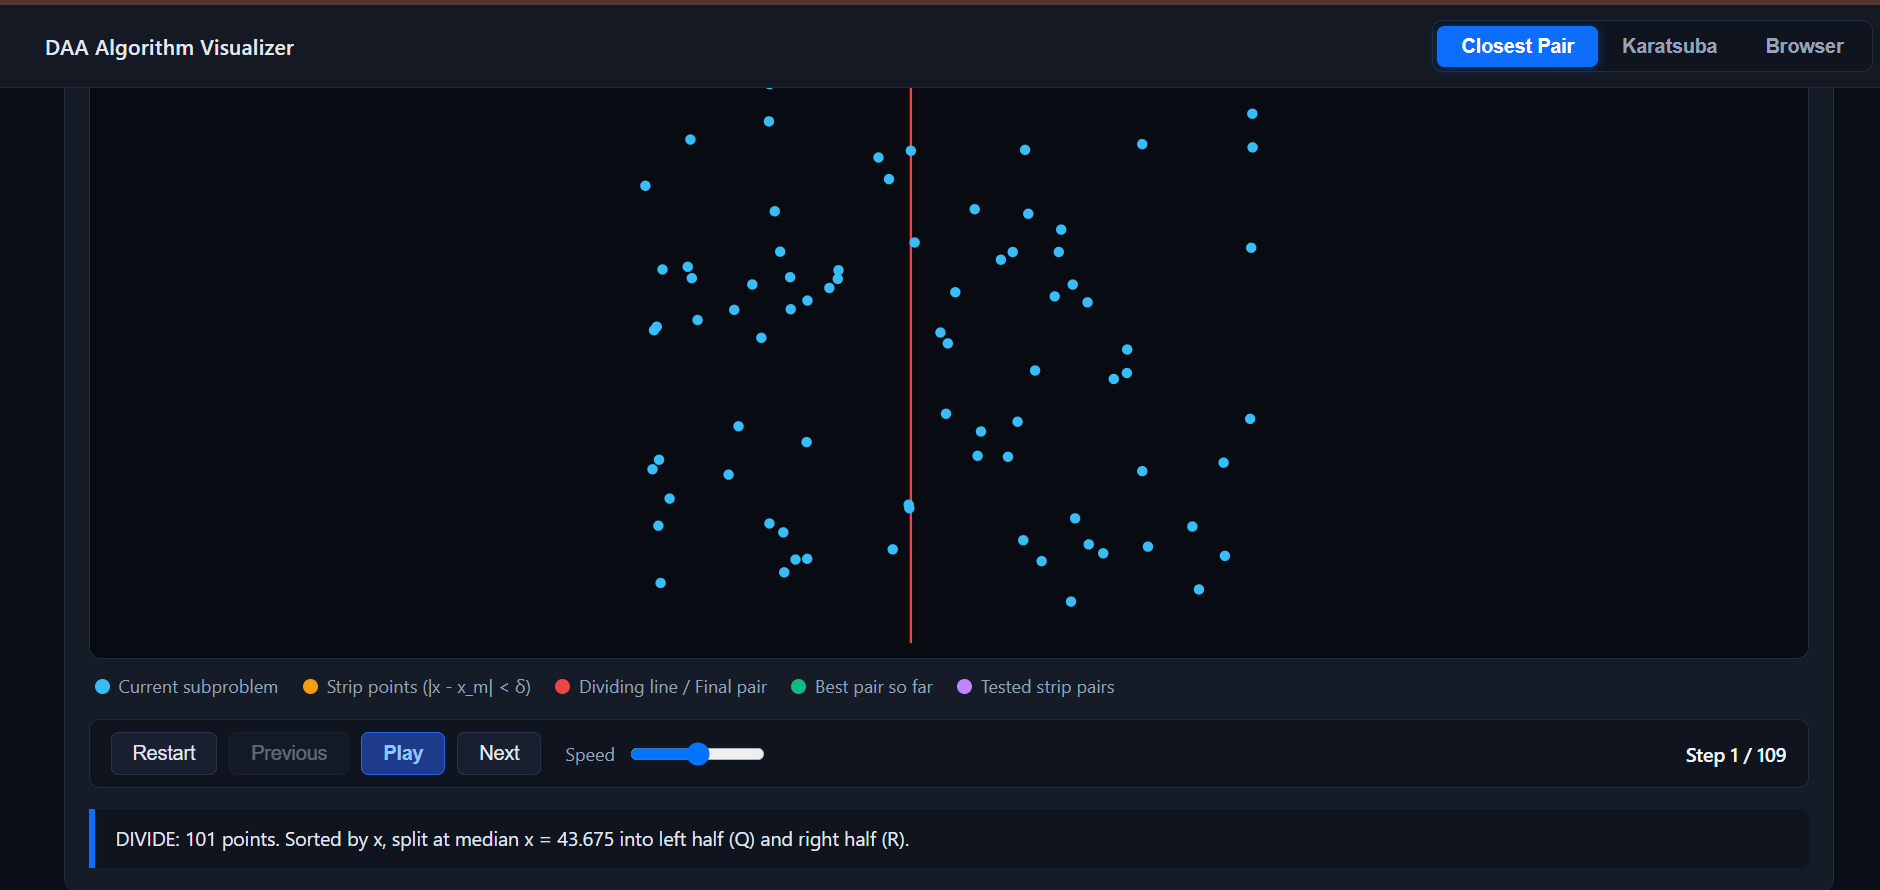 DAA Algorithm Visualizer
Closest Pair
Karatsuba
Browser
Current subproblem
Strip points (|x - x_m| < δ)
Dividing line / Final pair
Best pair so far
Tested strip pairs
Restart
Previous
Play
Next
Speed
Step 1 / 109
DIVIDE: 101 points. Sorted by x, split at median x = 43.675 into left half (Q) and right half (R).